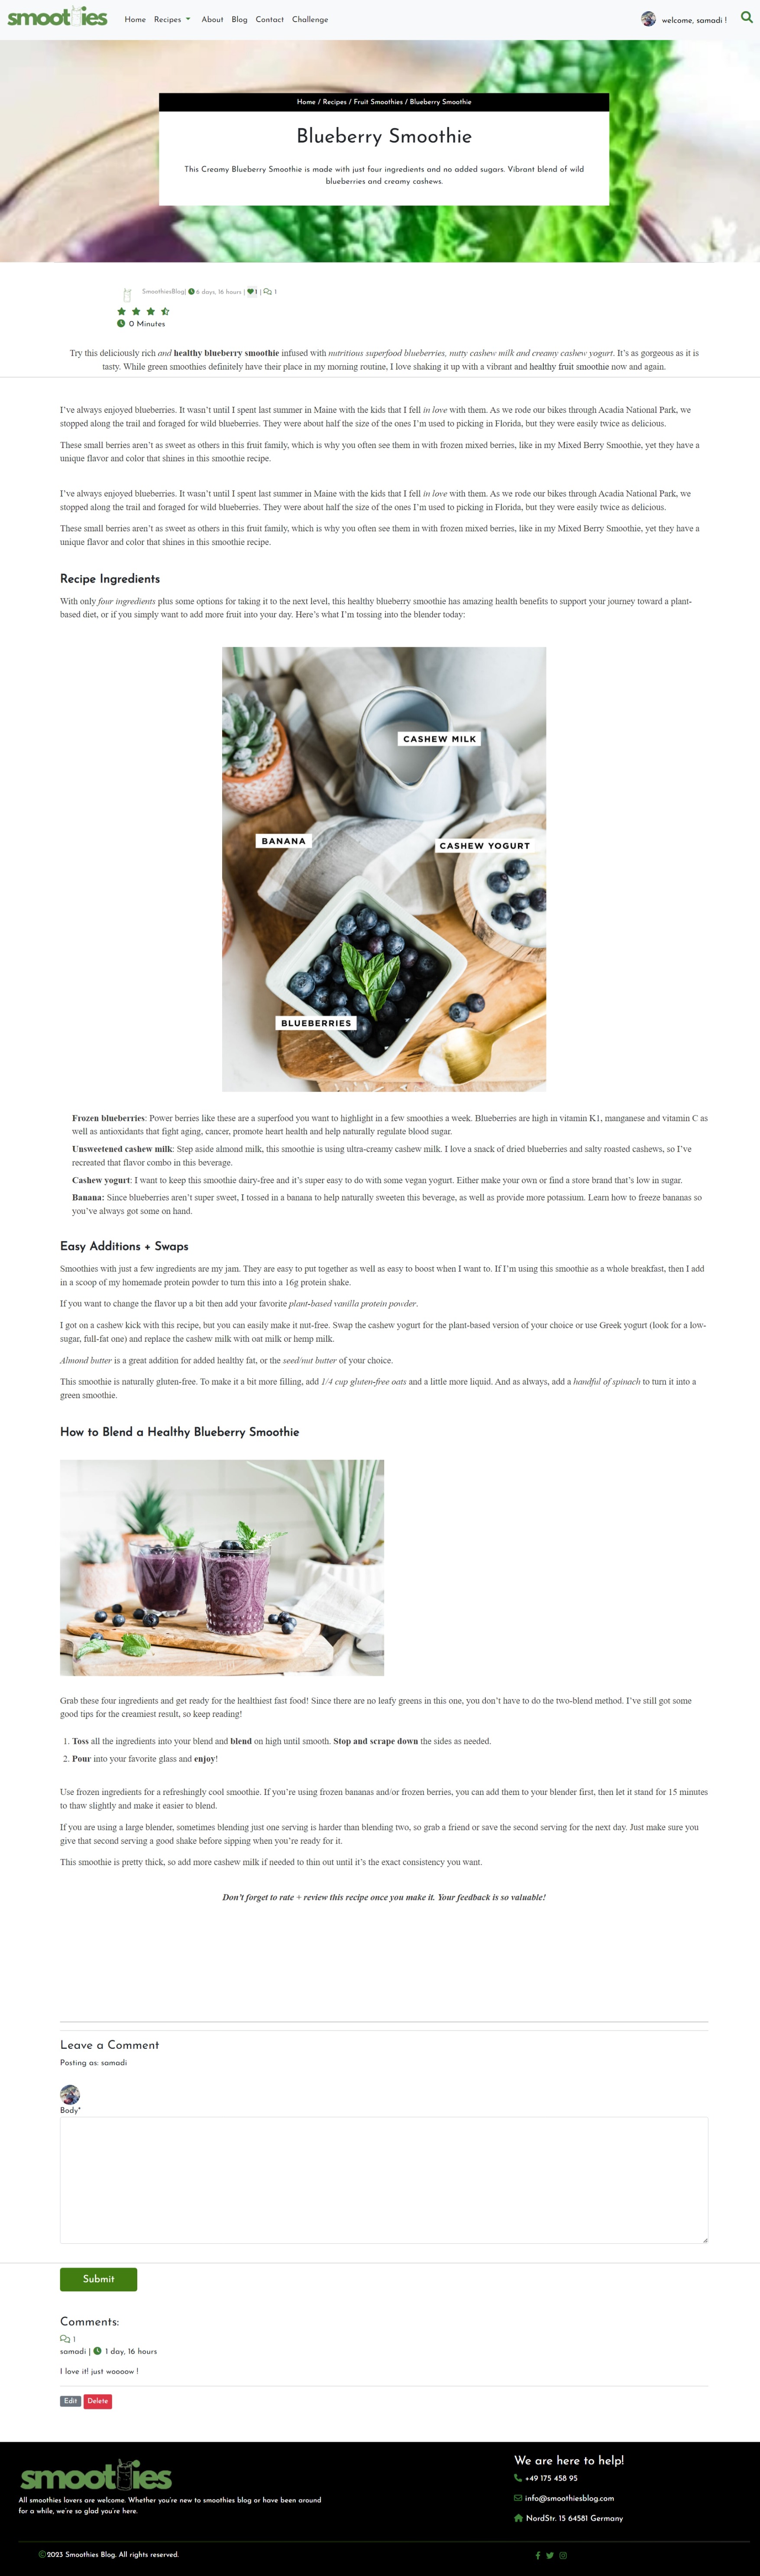 smoothies
Home Recipes About Blog Contact Challenge
welcome, samadi !
Home / Recipes / Fruit Smoothies / Blueberry Smoothie
Blueberry Smoothie
This Creamy Blueberry Smoothie is made with just four ingredients and no added sugars. Vibrant blend of wild
blueberries and creamy cashews.
SmoothiesBlog| 6 days, 16 hours | 1 | 1
0 Minutes
Try this deliciously rich and healthy blueberry smoothie infused with nutritious superfood blueberries, nutty cashew milk and creamy cashew yogurt. It’s as gorgeous as it is
tasty. While green smoothies definitely have their place in my morning routine, I love shaking it up with a vibrant and healthy fruit smoothie now and again.
I’ve always enjoyed blueberries. It wasn’t until I spent last summer in Maine with the kids that I fell in love with them. As we rode our bikes through Acadia National Park, we
stopped along the trail and foraged for wild blueberries. They were about half the size of the ones I’m used to picking in Florida, but they were easily twice as delicious.
These small berries aren’t as sweet as others in this fruit family, which is why you often see them in with frozen mixed berries, like in my Mixed Berry Smoothie, yet they have a
unique flavor and color that shines in this smoothie recipe.
I’ve always enjoyed blueberries. It wasn’t until I spent last summer in Maine with the kids that I fell in love with them. As we rode our bikes through Acadia National Park, we
stopped along the trail and foraged for wild blueberries. They were about half the size of the ones I’m used to picking in Florida, but they were easily twice as delicious.
These small berries aren’t as sweet as others in this fruit family, which is why you often see them in with frozen mixed berries, like in my Mixed Berry Smoothie, yet they have a
unique flavor and color that shines in this smoothie recipe.
Recipe Ingredients
With only four ingredients plus some options for taking it to the next level, this healthy blueberry smoothie has amazing health benefits to support your journey toward a plant-
based diet, or if you simply want to add more fruit into your day. Here’s what I’m tossing into the blender today:
CASHEW MILK
BANANA
CASHEW YOGURT
BLUEBERRIES
Frozen blueberries: Power berries like these are a superfood you want to highlight in a few smoothies a week. Blueberries are high in vitamin K1, manganese and vitamin C as
well as antioxidants that fight aging, cancer, promote heart health and help naturally regulate blood sugar.
Unsweetened cashew milk: Step aside almond milk, this smoothie is using ultra-creamy cashew milk. I love a snack of dried blueberries and salty roasted cashews, so I’ve
recreated that flavor combo in this beverage.
Cashew yogurt: I want to keep this smoothie dairy-free and it’s super easy to do with some vegan yogurt. Either make your own or find a store brand that’s low in sugar.
Banana: Since blueberries aren’t super sweet, I tossed in a banana to help naturally sweeten this beverage, as well as provide more potassium. Learn how to freeze bananas so
you’ve always got some on hand.
Easy Additions + Swaps
Smoothies with just a few ingredients are my jam. They are easy to put together as well as easy to boost when I want to. If I’m using this smoothie as a whole breakfast, then I add
in a scoop of my homemade protein powder to turn this into a 16g protein shake.
If you want to change the flavor up a bit then add your favorite plant-based vanilla protein powder.
I got on a cashew kick with this recipe, but you can easily make it nut-free. Swap the cashew yogurt for the plant-based version of your choice or use Greek yogurt (look for a low-
sugar, full-fat one) and replace the cashew milk with oat milk or hemp milk.
Almond butter is a great addition for added healthy fat, or the seed/nut butter of your choice.
This smoothie is naturally gluten-free. To make it a bit more filling, add 1/4 cup gluten-free oats and a little more liquid. And as always, add a handful of spinach to turn it into a
green smoothie.
How to Blend a Healthy Blueberry Smoothie
Grab these four ingredients and get ready for the healthiest fast food! Since there are no leafy greens in this one, you don’t have to do the two-blend method. I’ve still got some
good tips for the creamiest result, so keep reading!
1. Toss all the ingredients into your blend and blend on high until smooth. Stop and scrape down the sides as needed.
2. Pour into your favorite glass and enjoy!
Use frozen ingredients for a refreshingly cool smoothie. If you’re using frozen bananas and/or frozen berries, you can add them to your blender first, then let it stand for 15 minutes
to thaw slightly and make it easier to blend.
If you are using a large blender, sometimes blending just one serving is harder than blending two, so grab a friend or save the second serving for the next day. Just make sure you
give that second serving a good shake before sipping when you’re ready for it.
This smoothie is pretty thick, so add more cashew milk if needed to thin out until it’s the exact consistency you want.
Don’t forget to rate + review this recipe once you make it. Your feedback is so valuable!
Leave a Comment
Posting as: samadi
Body*
Submit
Comments:
1
samadi | 1 day, 16 hours
I love it! just woooow !
Edit Delete
smoothies
All smoothies lovers are welcome. Whether you’re new to smoothies blog or have been around
for a while, we’re so glad you’re here.
We are here to help!
+49 175 458 95
info@smoothiesblog.com
NordStr. 15 64581 Germany
©2023 Smoothies Blog. All rights reserved.